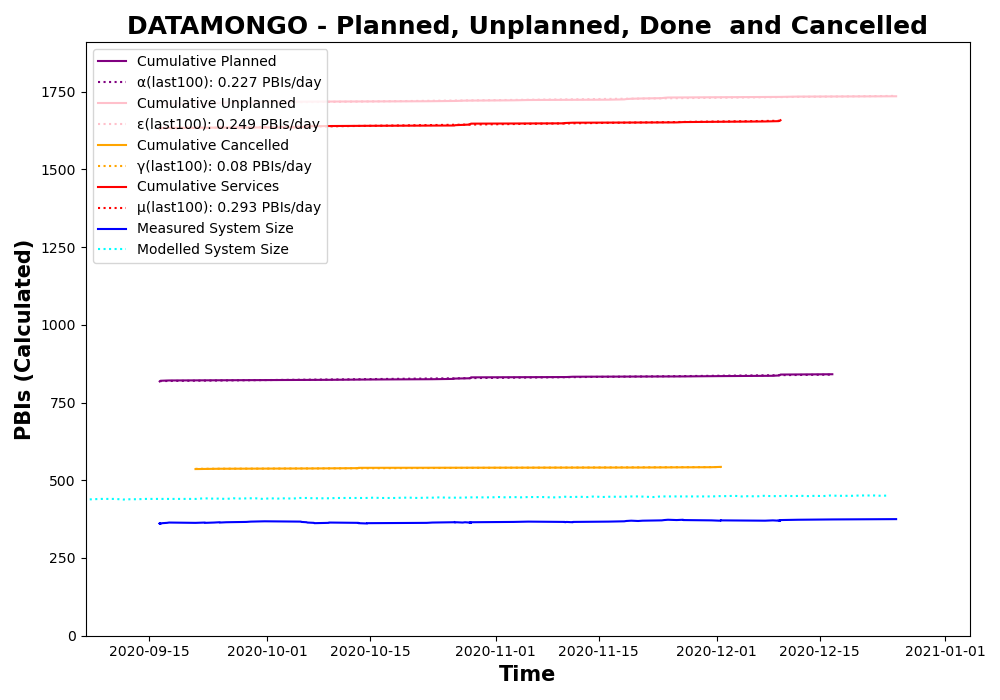 DATAMONGO - Planned, Unplanned, Done  and Cancelled
PBIs (Calculated)
1750
1500
1250
1000
750
500
250
0
Cumulative Planned
α(last100): 0.227 PBIs/day
Cumulative Unplanned
ε(last100): 0.249 PBIs/day
Cumulative Cancelled
γ(last100): 0.08 PBIs/day
Cumulative Services
μ(last100): 0.293 PBIs/day
Measured System Size
Modelled System Size
2020-09-15 2020-10-01 2020-10-15 2020-11-01 2020-11-15 2020-12-01 2020-12-15 2021-01-01
Time